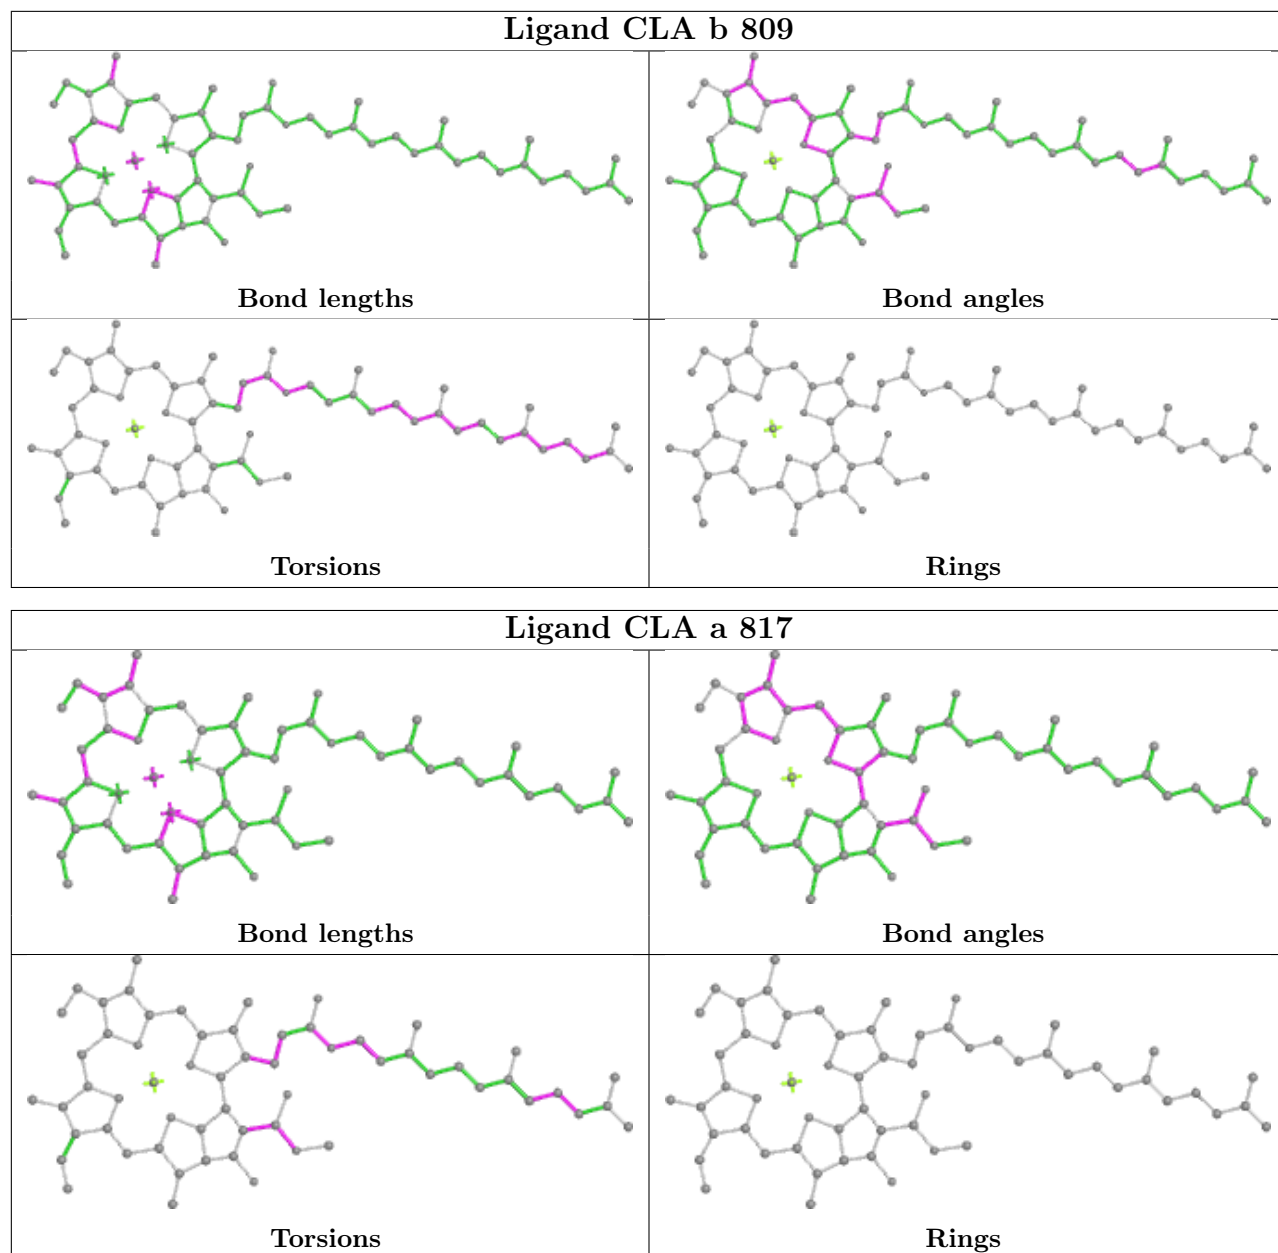 Ligand CLA b 809
Bond lengths
Bond angles
Torsions
Rings
Ligand CLA a 817
Bond lengths
Bond angles
Torsions
Rings